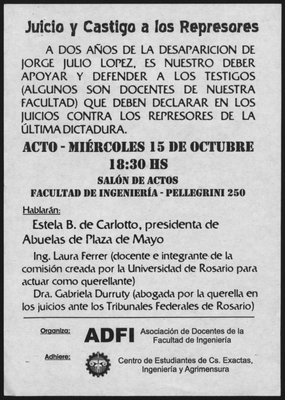 Juicio y Castigo a los Represores
A DOS AÑOS DE LA DESAPARICION DE
JORGE JULIO LOPEZ, ES NUESTRO DEBER
APOYAR Y DEFENDER A LOS TESTIGOS
(ALGUNOS SON DOCENTES DE NUESTRA
FACULTAD) QUE DEBEN DECLARAR EN LOS
JUICIOS CONTRA LOS REPRESORES DE LA
ÚLTIMA DICTADURA.
ACTO - MIÉRCOLES 15 DE OCTUBRE
18:30 HS
SALÓN DE ACTOS
FACULTAD DE INGENIERÍA - PELLEGRINI 250
Hablarán:
Estela B. de Carlotto, presidenta de
Abuelas de Plaza de Mayo
Ing. Laura Ferrer (docente e integrante de la
comisión creada por la Universidad de Rosario para
actuar como querellante)
Dra. Gabriela Durruty (abogada por la querella en
los juicios ante los Tribunales Federales de Rosario)
Organiza: ADFI Asociación de Docentes de la
Facultad de Ingeniería
Adhiere: Centro de Estudiantes de Cs. Exactas,
Ingeniería y Agrimensura